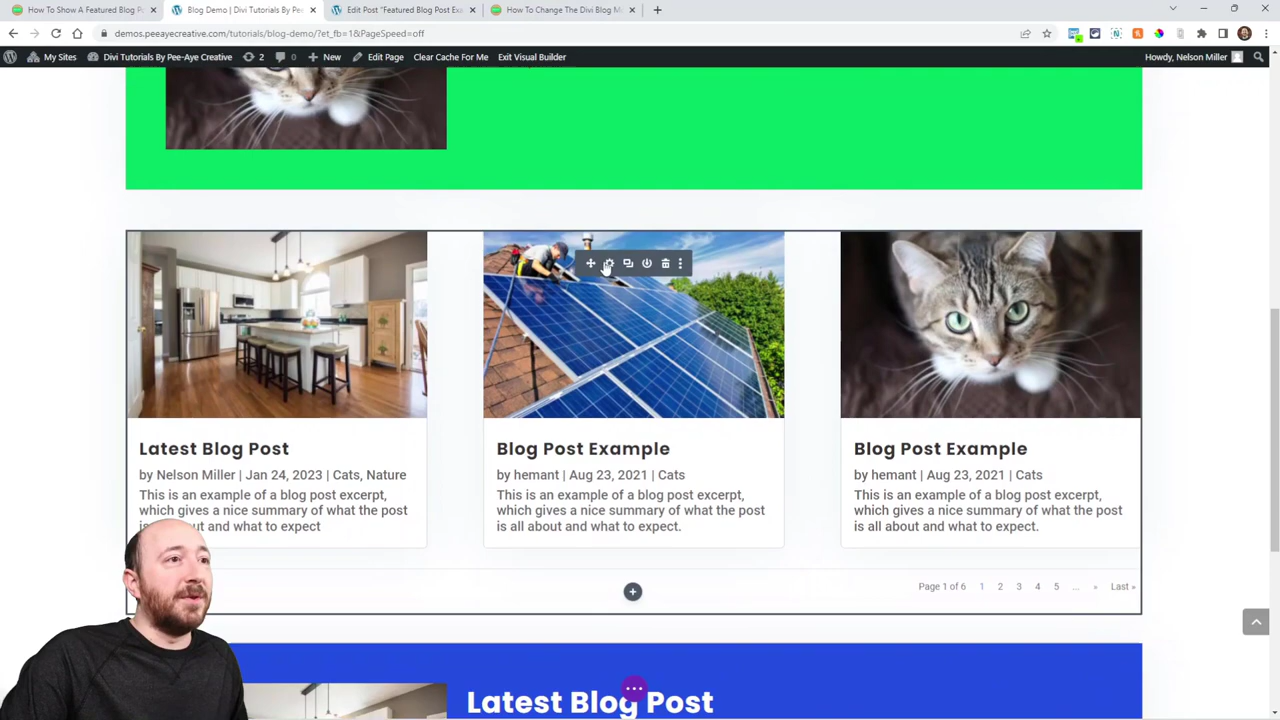 How To Show A Featured Blog P
Blog Demo | Divi Tutorials By Pee-
Edit Post "Featured Blog Post Exa
How To Change The Divi Blog M
demos.peeayecreative.com/tutorials/blog-demo/?et_fb=1&PageSpeed=off
My Sites
Divi Tutorials By Pee-Aye Creative
2
0
New
Edit Page
Clear Cache For Me
Exit Visual Builder
Howdy, Nelson Miller
Latest Blog Post
by Nelson Miller | Jan 24, 2023 | Cats, Nature
This is an example of a blog post excerpt,
which gives a nice summary of what the post
is all about and what to expect
Blog Post Example
by hemant | Aug 23, 2021 | Cats
This is an example of a blog post excerpt,
which gives a nice summary of what the post
is all about and what to expect.
Blog Post Example
by hemant | Aug 23, 2021 | Cats
This is an example of a blog post excerpt,
which gives a nice summary of what the post
is all about and what to expect.
Page 1 of 6 1 2 3 4 5 ... » Last »
Latest Blog Post